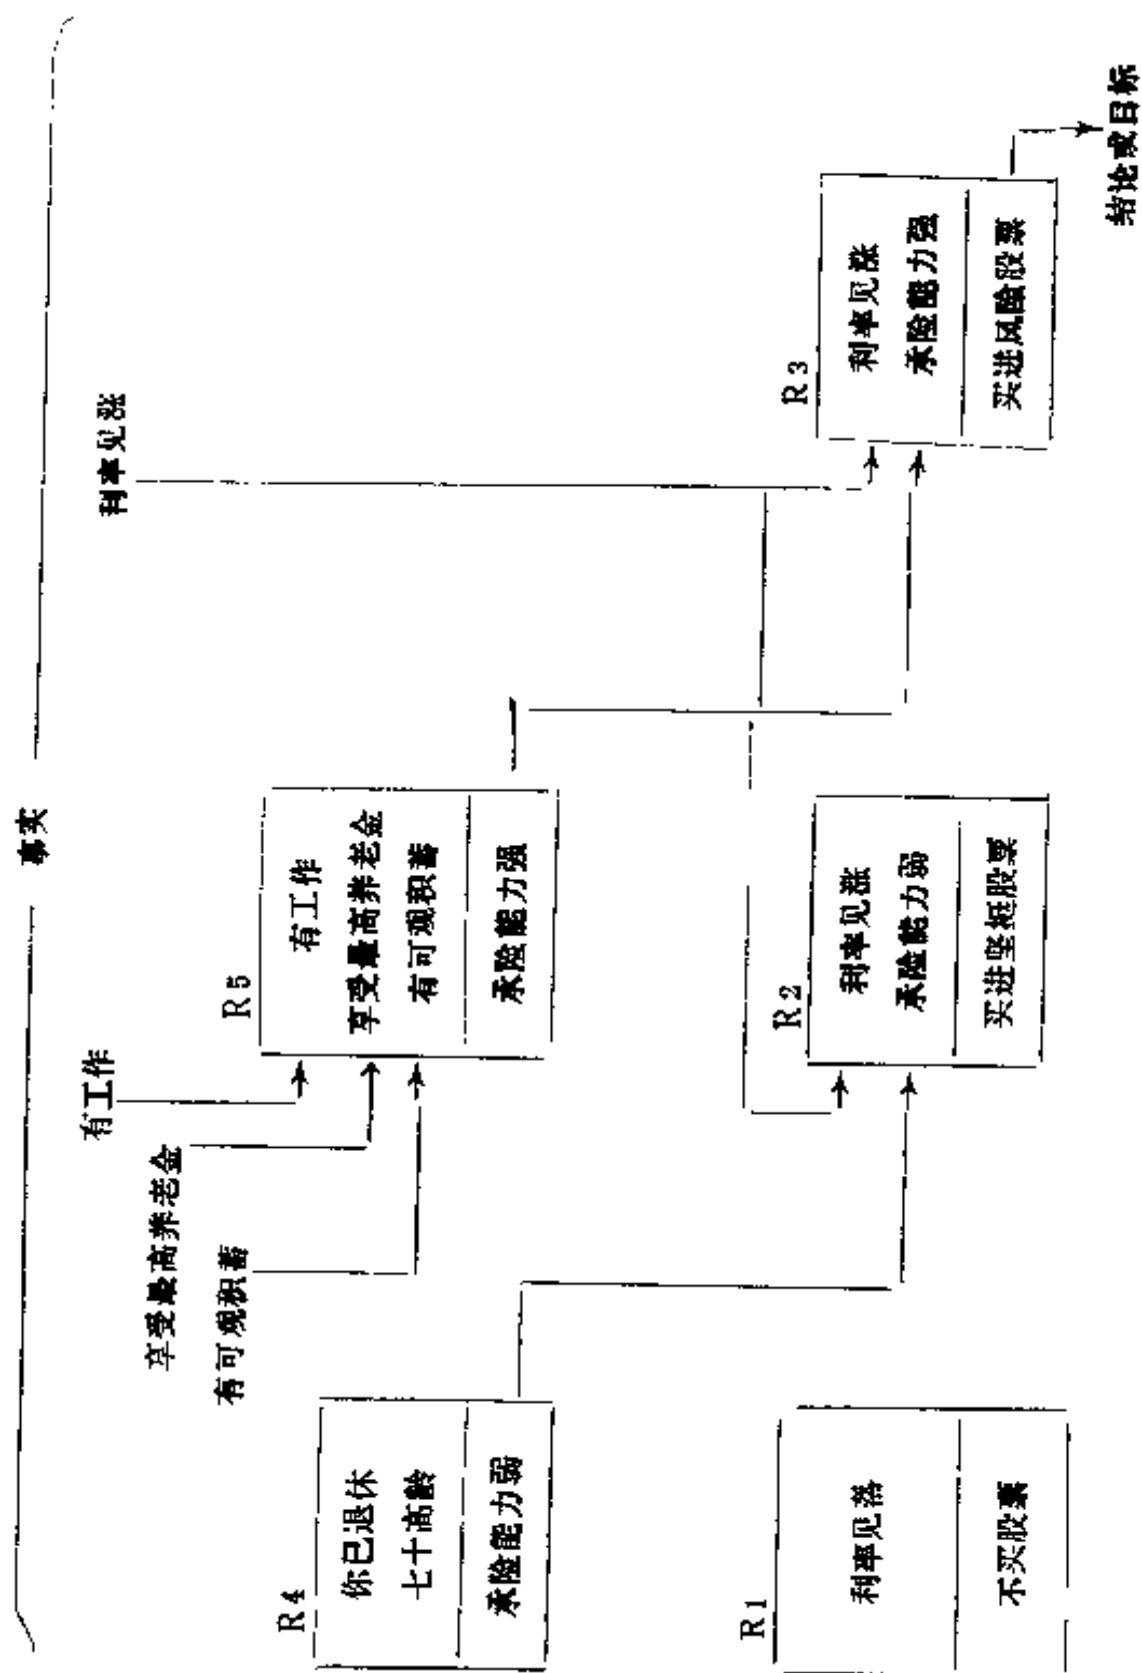 事实
有工作
享受最高养老金
有可观积蓄
利率见涨
R4
你已退休
七十高龄
承险能力弱
R5
有工作
享受最高养老金
有可观积蓄
承险能力强
R1
利率见落
不买股票
R2
利率见涨
承险能力弱
买进坚挺股票
R3
利率见涨
承险能力强
买进风险股票
结论或目标